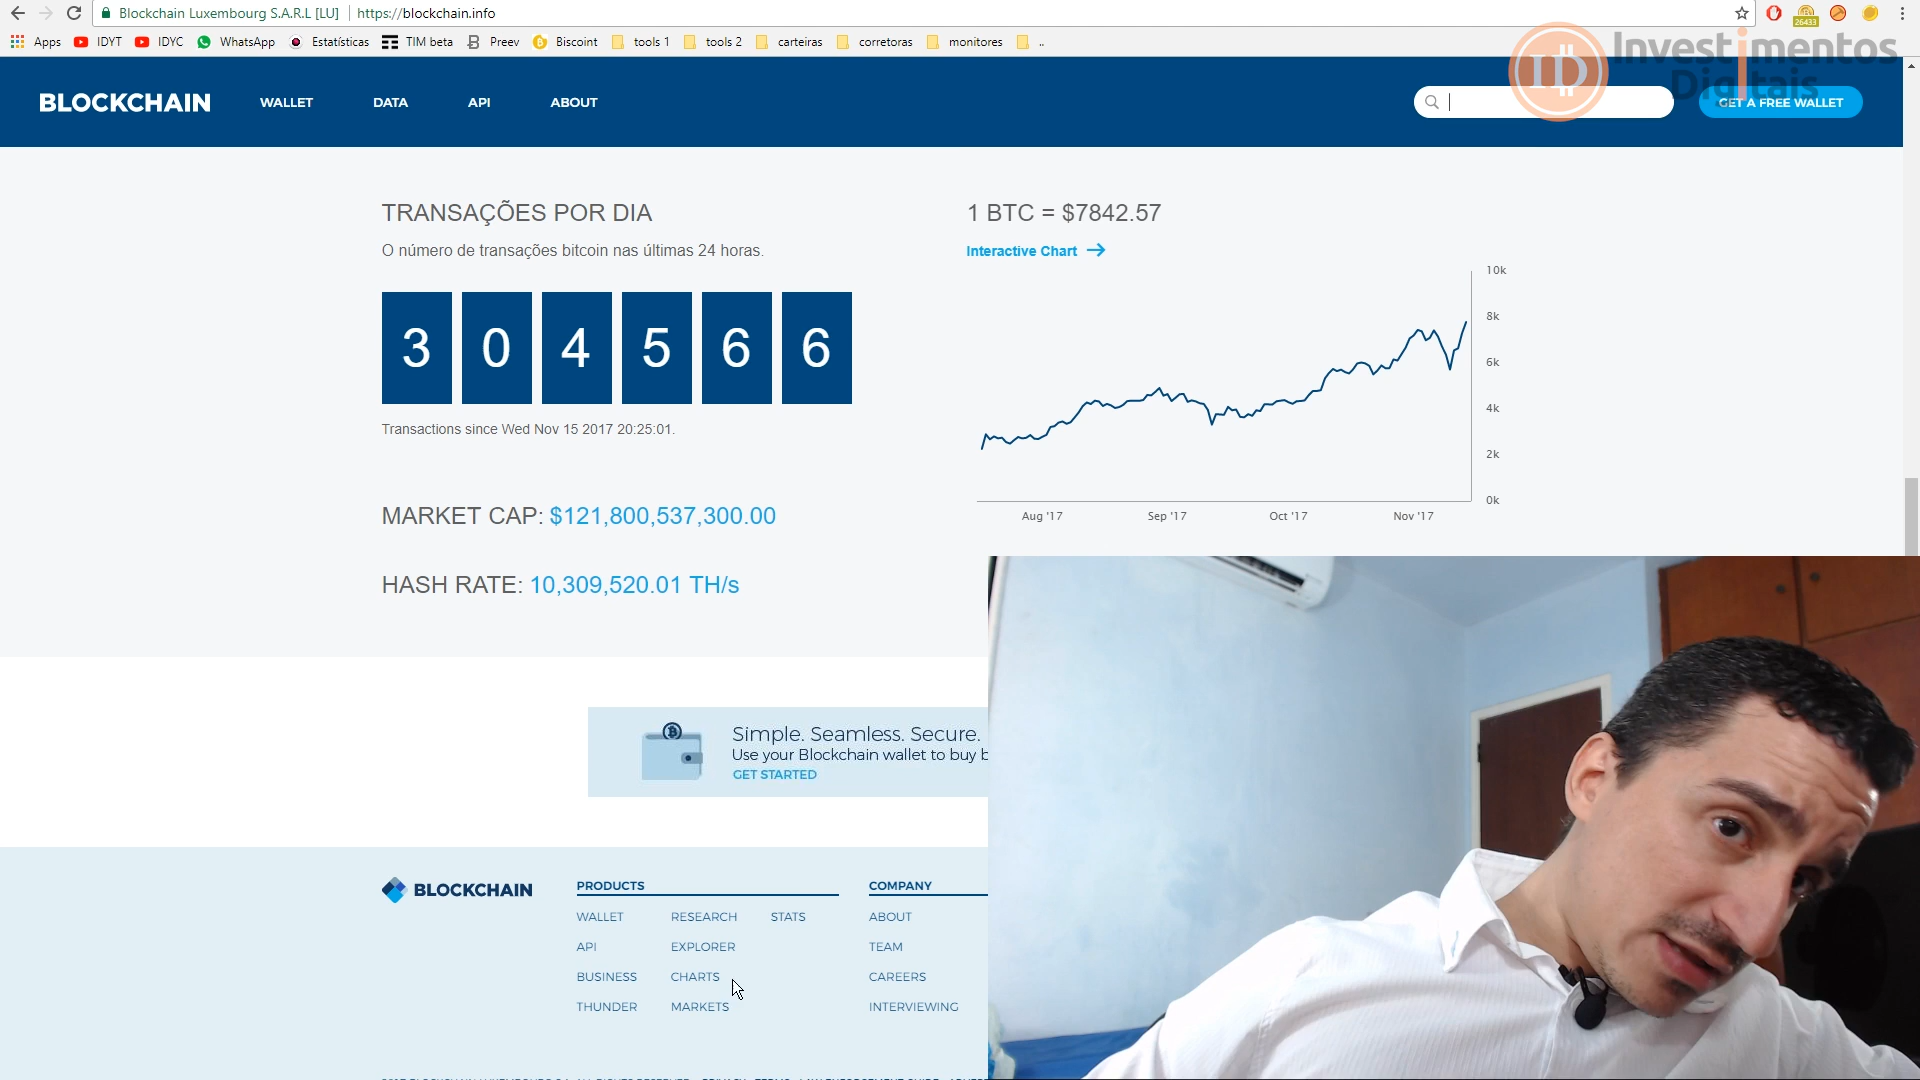 Blockchain Luxembourg S.A.R.L [LU] https://blockchain.info
26433
Apps IDYT IDYC WhatsApp Estatísticas TIM beta Preev Biscoint tools 1 tools 2 carteiras corretoras monitores ..
Investimentos
Digitais
BLOCKCHAIN WALLET DATA API ABOUT
GET A FREE WALLET
TRANSAÇÕES POR DIA
O número de transações bitcoin nas últimas 24 horas.
3 0 4 5 6 6
Transactions since Wed Nov 15 2017 20:25:01.
MARKET CAP: $121,800,537,300.00
HASH RATE: 10,309,520.01 TH/s
1 BTC = $7842.57
Interactive Chart
10k
8k
6k
4k
2k
0k
Aug '17 Sep '17 Oct '17 Nov '17
Simple. Seamless. Secure.
Use your Blockchain wallet to buy b
GET STARTED
BLOCKCHAIN
PRODUCTS
WALLET RESEARCH STATS
API EXPLORER
BUSINESS CHARTS
THUNDER MARKETS
COMPANY
ABOUT
TEAM
CAREERS
INTERVIEWING